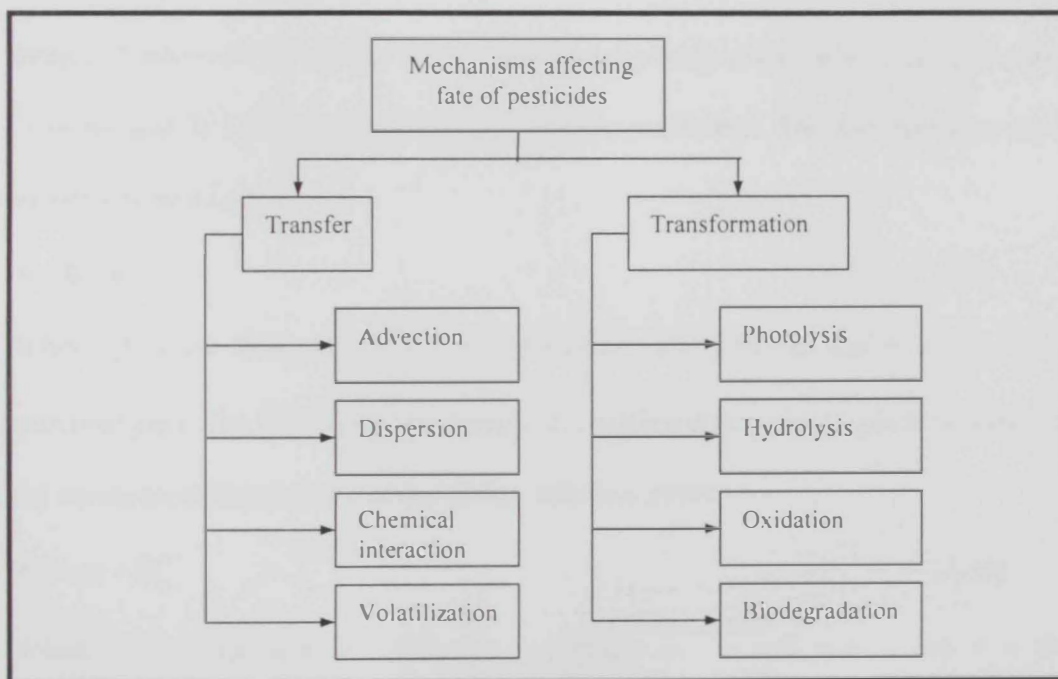 Mechanisms affecting
fate of pesticides
Transfer
Transformation
Advection
Dispersion
Chemical
interaction
Volatilization
Photolysis
Hydrolysis
Oxidation
Biodegradation